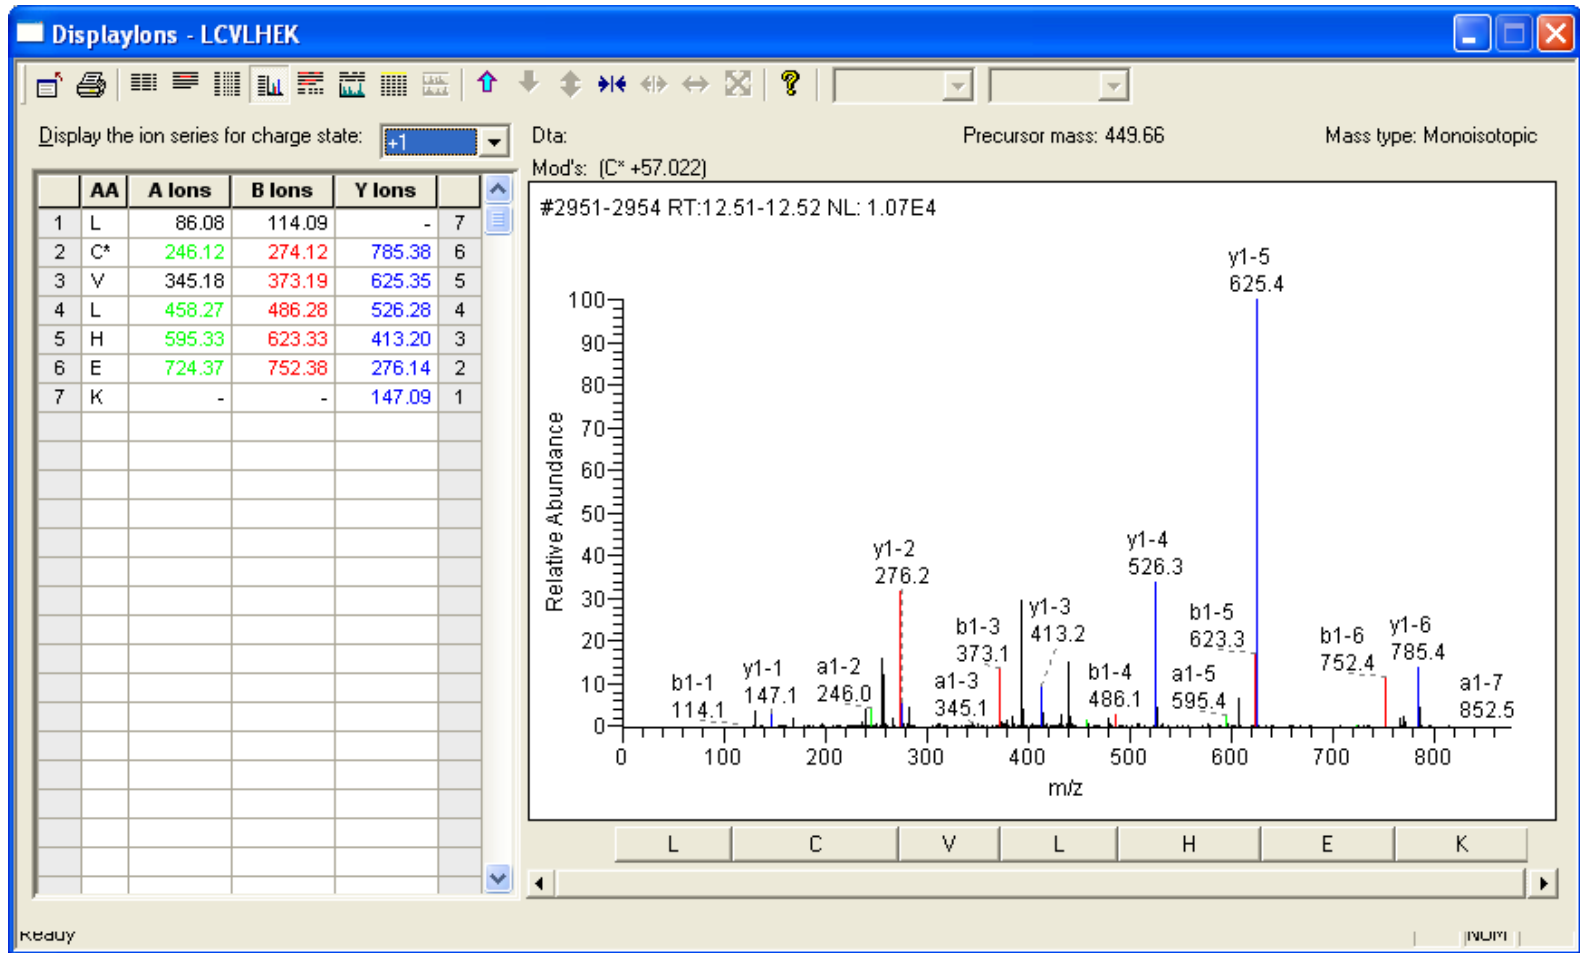 DisplayIons - LCVLHEK
Display the ion series for charge state: +1
Dta: Precursor mass: 449.66 Mass type: Monoisotopic
Mod's: (C* +57.022)
AA A Ions B Ions Y Ions
1 L 86.08 114.09 - 7
2 C* 246.12 274.12 785.38 6
3 V 345.18 373.19 625.35 5
4 L 458.27 486.28 526.28 4
5 H 595.33 623.33 413.20 3
6 E 724.37 752.38 276.14 2
7 K - - 147.09 1
#2951-2954 RT:12.51-12.52 NL: 1.07E4
Relative Abundance
100
90
80
70
60
50
40
30
20
10
0
b1-1
114.1
y1-1
147.1
a1-2
246.0
y1-2
276.2
a1-3
345.1
b1-3
373.1
y1-3
413.2
b1-4
486.1
y1-4
526.3
a1-5
595.4
b1-5
623.3
y1-5
625.4
b1-6
752.4
y1-6
785.4
a1-7
852.5
0 100 200 300 400 500 600 700 800
m/z
L C V L H E K
Ready NUM